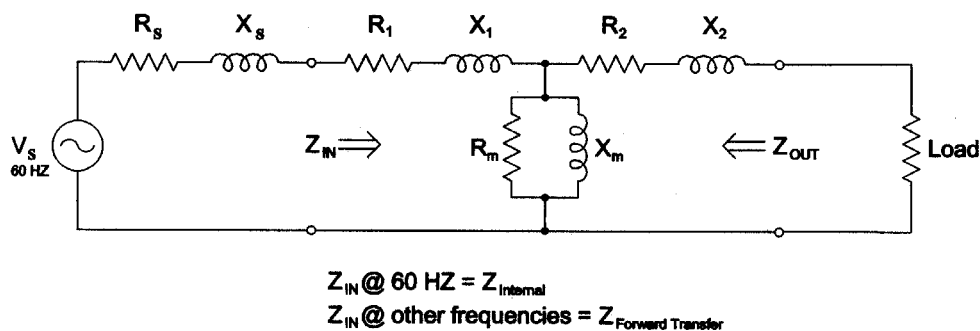 R_S X_S R_1 X_1 R_2 X_2
V_S
60 HZ
Z_IN ⇒
R_m X_m
⇐ Z_OUT
Load
Z_IN @ 60 HZ = Z_Internal
Z_IN @ other frequencies = Z_Forward Transfer